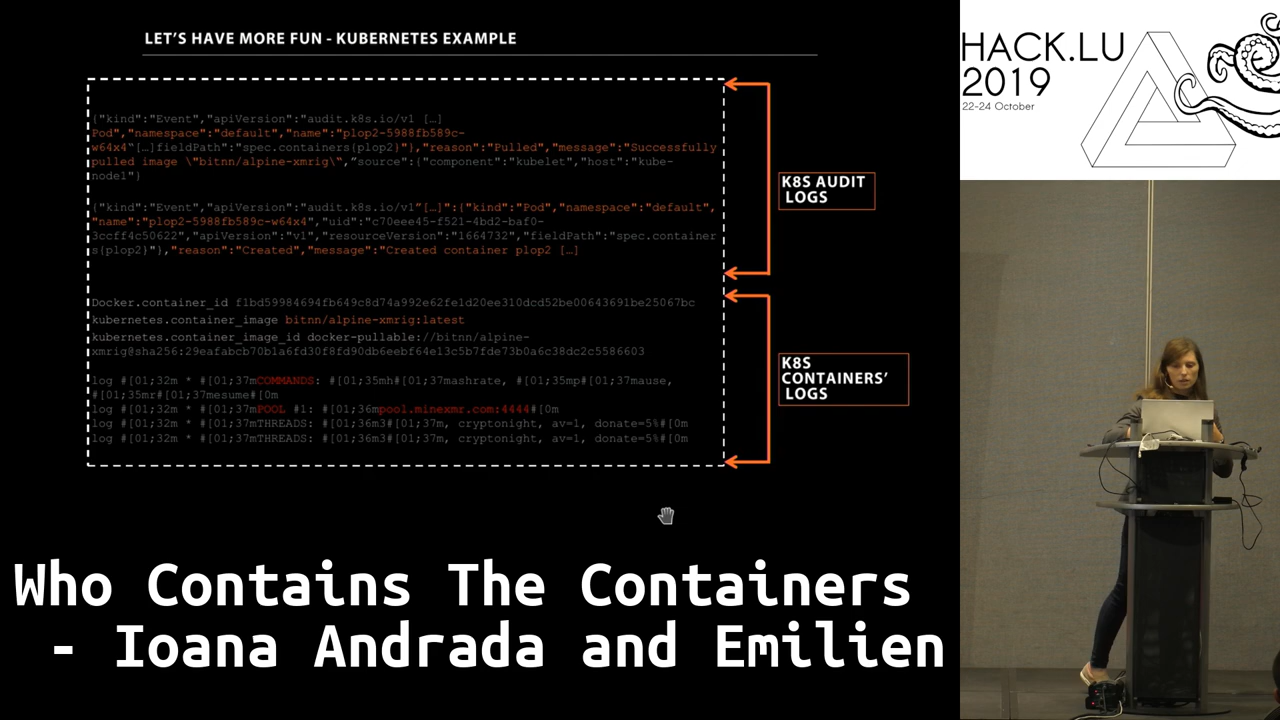 LET'S HAVE MORE FUN - KUBERNETES EXAMPLE
{"kind":"Event","apiVersion":"audit.k8s.io/v1 […]
Pod","namespace":"default","name":"plop2-5988fb589c-
w64x4"[…]fieldPath":"spec.containers{plop2}"},"reason":"Pulled","message":"Successfully
pulled image \"bitnn/alpine-xmrig\","source":{"component":"kubelet","host":"kube-
node1"}
{"kind":"Event","apiVersion":"audit.k8s.io/v1"[…]":{"kind":"Pod","namespace":"default",
"name":"plop2-5988fb589c-w64x4","uid":"c70eee45-f521-4bd2-baf0-
3ccff4c50622","apiVersion":"v1","resourceVersion":"1664732","fieldPath":"spec.container
s{plop2}"},"reason":"Created","message":"Created container plop2 […]
K8S AUDIT
LOGS
Docker.container_id f1bd59984694fb649c8d74a992e62fe1d20ee310dcd52be00643691be25067bc
kubernetes.container_image bitnn/alpine-xmrig:latest
kubernetes.container_image_id docker-pullable://bitnn/alpine-
xmrig@sha256:29eafabcb70b1a6fd30f8fd90db6eebf64e13c5b7fde73b0a6c38dc2c5586603
log #[01;32m * #[01;37mCOMMANDS: #[01;35mh#[01;37mashrate, #[01;35mp#[01;37mause,
#[01;35mr#[01;37mesume#[0m
log #[01;32m * #[01;37mPOOL #1: #[01;36mpool.minexmr.com:4444#[0m
log #[01;32m * #[01;37mTHREADS: #[01;36m3#[01;37m, cryptonight, av=1, donate=5%#[0m
log #[01;32m * #[01;37mTHREADS: #[01;36m3#[01;37m, cryptonight, av=1, donate=5%#[0m
K8S
CONTAINERS'
LOGS
HACK.LU
2019
22-24 October
Who Contains The Containers
- Ioana Andrada and Emilien